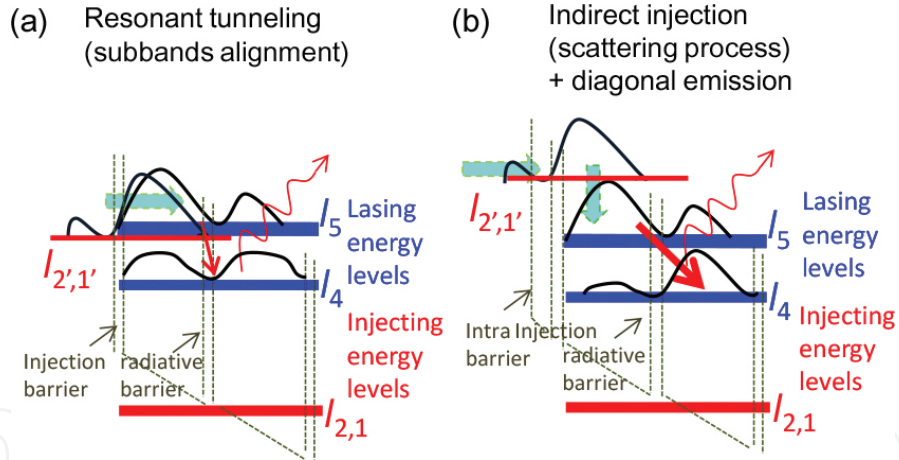 (a)
Resonant tunneling
(subbands alignment)
l2',1'
l5
l4
Lasing
energy
levels
Injecting
energy
levels
Injection
barrier
radiative
barrier
l2,1
(b)
Indirect injection
(scattering process)
+ diagonal emission
l2',1'
l5
l4
Lasing
energy
levels
Injecting
energy
levels
Intra Injection
barrier
radiative
barrier
l2,1